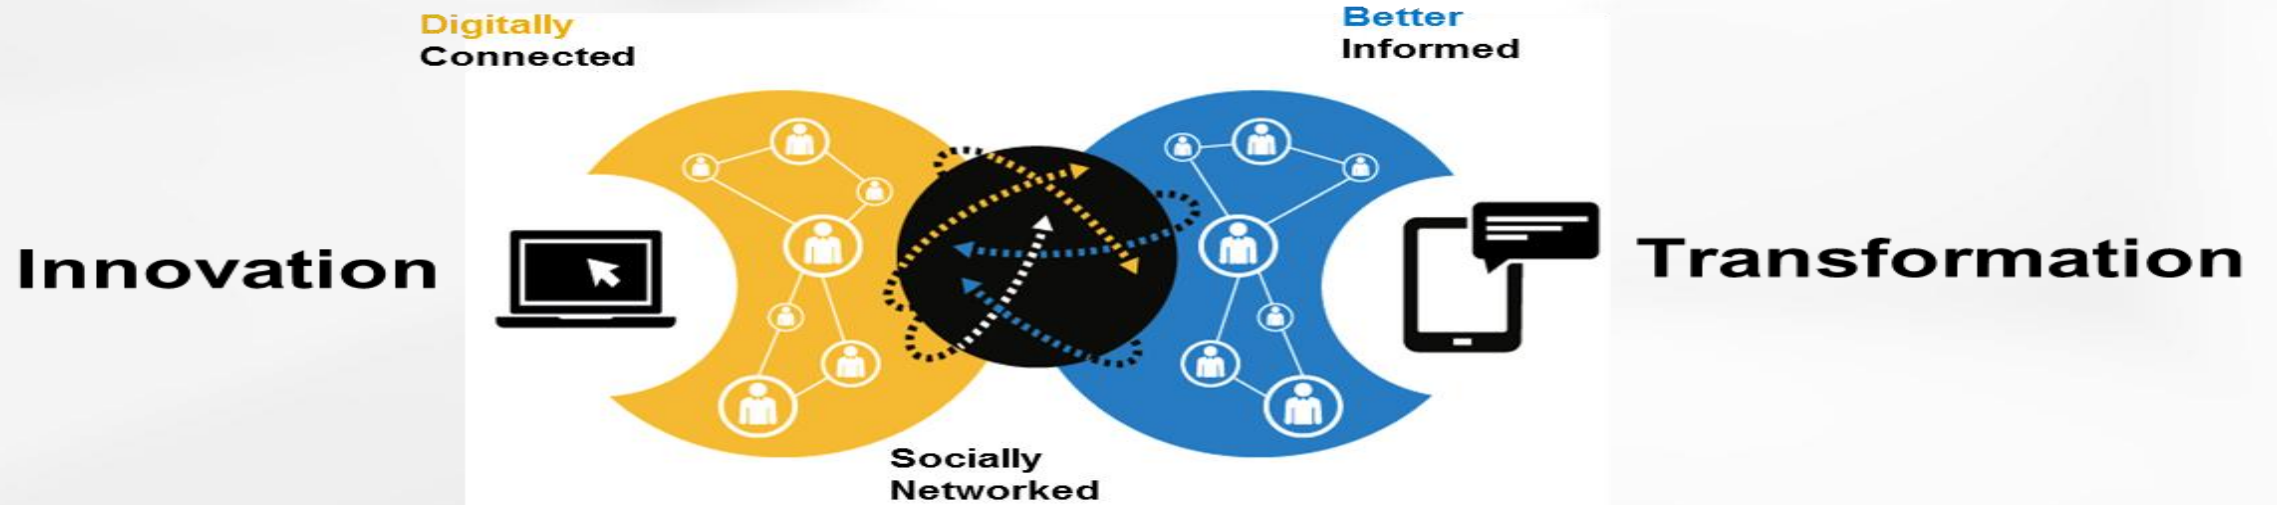 Digitally
Connected
Better
Informed
Innovation
Transformation
Socially
Networked